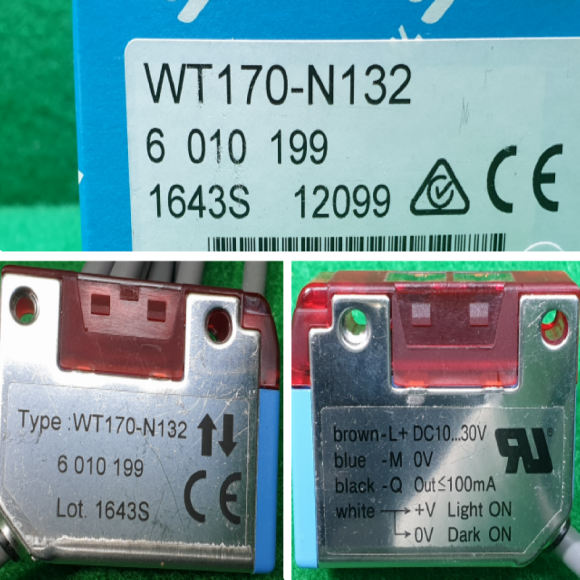 WT170-N132
6 010 199
1643S 12099
CE
Type :WT170-N132
6 010 199
Lot. 1643S
CE
brown-L+ DC10...30V
blue -M 0V
black -Q Out≤100mA
white → +V Light ON
↳ 0V Dark ON
RU®